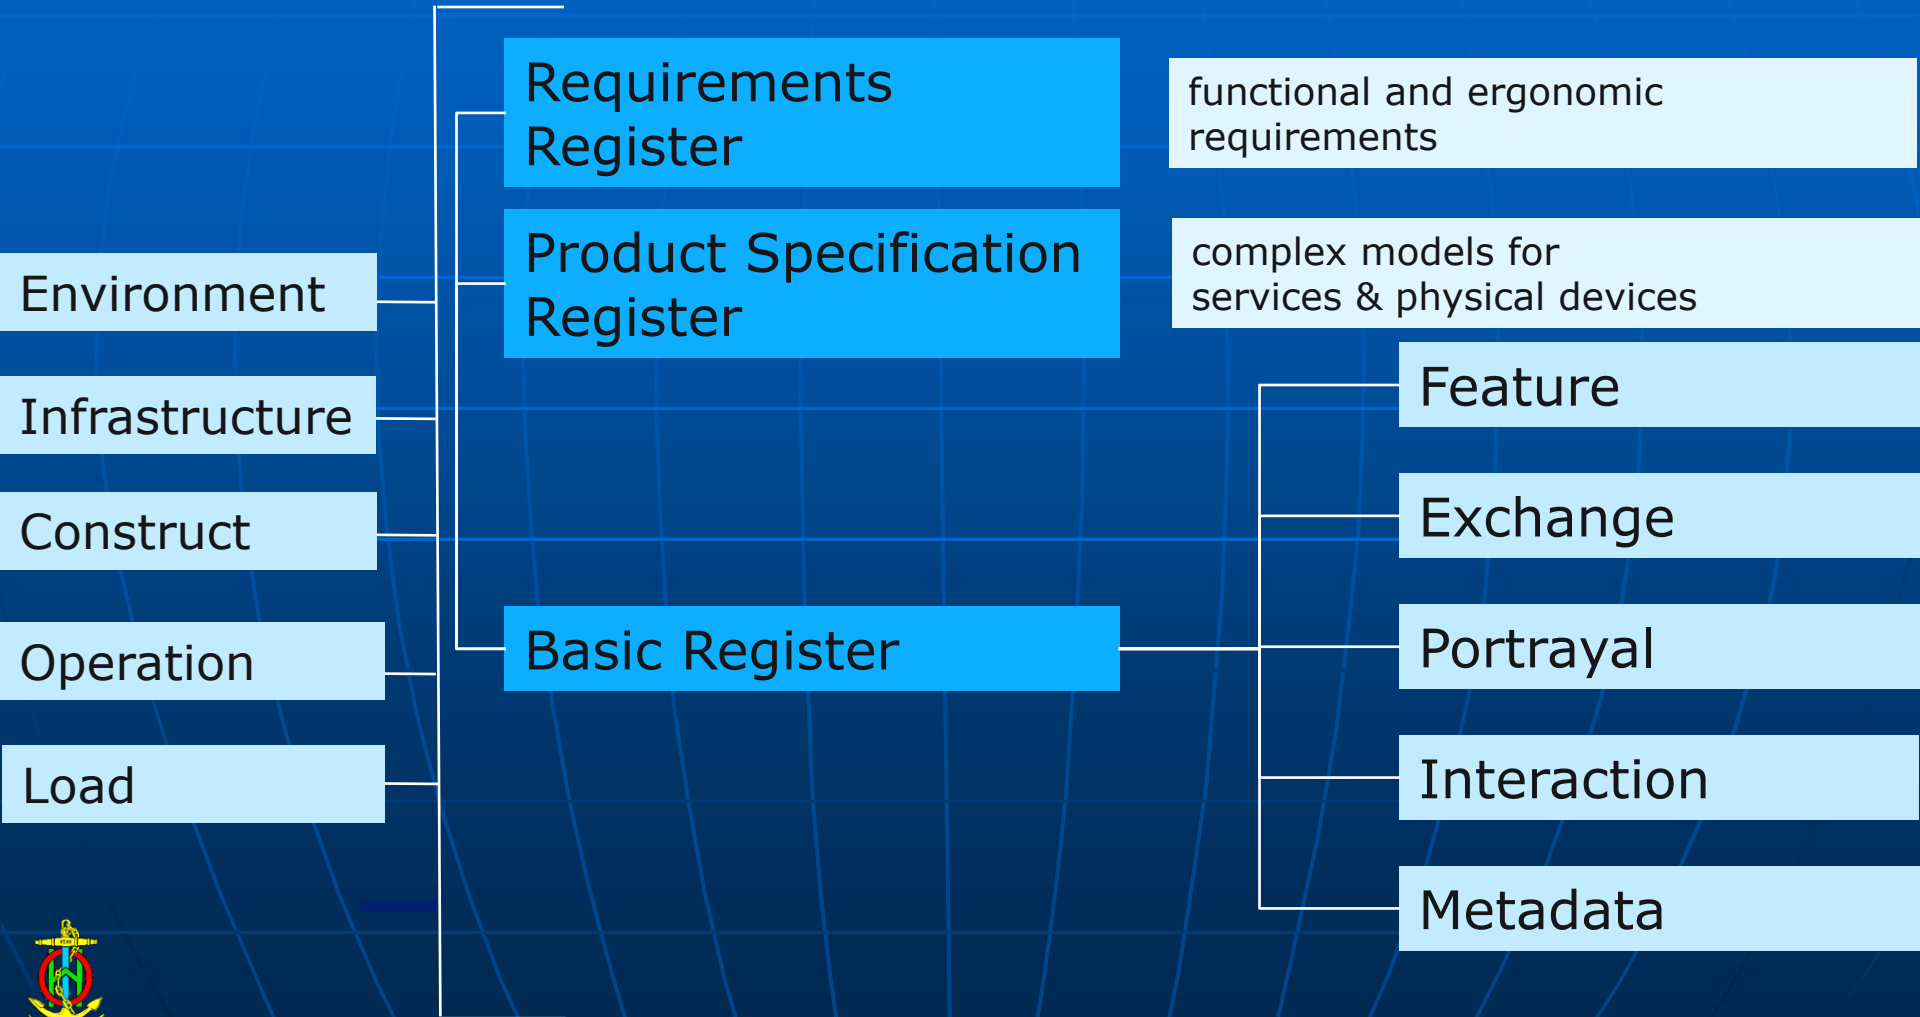 Environment
Infrastructure
Construct
Operation
Load
Requirements
Register
functional and ergonomic
requirements
Product Specification
Register
complex models for
services & physical devices
Basic Register
Feature
Exchange
Portrayal
Interaction
Metadata